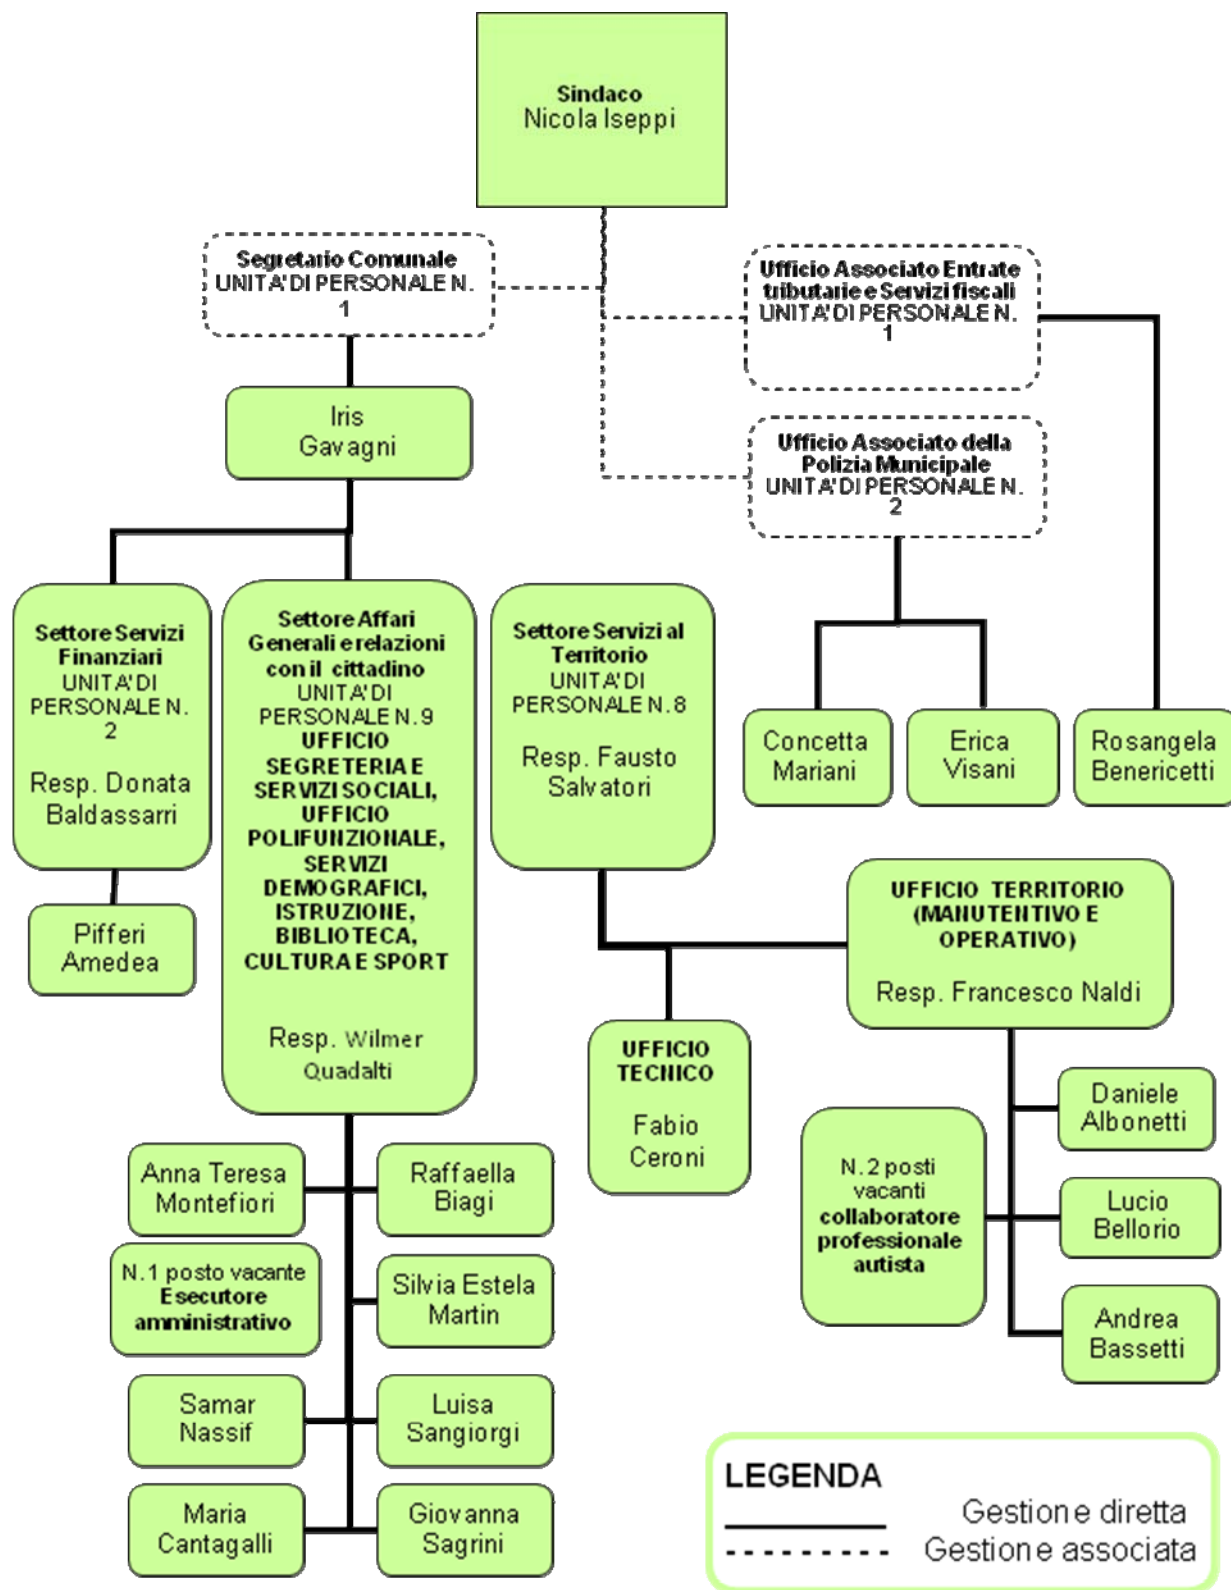 Sindaco
Nicola Iseppi
Segretario Comunale
UNITA' DI PERSONALE N.
1
Ufficio Associato Entrate
tributarie e Servizi fiscali
UNITA' DI PERSONALE N.
1
Iris
Gavagni
Ufficio Associato della
Polizia Municipale
UNITA' DI PERSONALE N.
2
Settore Servizi
Finanziari
UNITA' DI
PERSONALE N.
2
Resp. Donata
Baldassarri
Settore Affari
Generali e relazioni
con il cittadino
UNITA' DI
PERSONALE N. 9
UFFICIO
SEGRETERIA E
SERVIZI SOCIALI,
UFFICIO
POLIFUNZIONALE,
SERVIZI
DEMOGRAFICI,
ISTRUZIONE,
BIBLIOTECA,
CULTURA E SPORT
Resp. Wilmer
Quadalti
Settore Servizi al
Territorio
UNITA' DI
PERSONALE N. 8
Resp. Fausto
Salvatori
Concetta
Mariani
Erica
Visani
Rosangela
Benericetti
Pifferi
Amedea
UFFICIO TERRITORIO
(MANUTENTIVO E
OPERATIVO)
Resp. Francesco Naldi
UFFICIO
TECNICO
Fabio
Ceroni
Daniele
Albonetti
N.2 posti
vacanti
collaboratore
professionale
autista
Lucio
Bellorio
Andrea
Bassetti
Anna Teresa
Montefiori
Raffaella
Biagi
N.1 posto vacante
Esecutore
amministrativo
Silvia Estela
Martin
Samar
Nassif
Luisa
Sangiorgi
Maria
Cantagalli
Giovanna
Sagrini
LEGENDA
Gestione diretta
Gestione associata